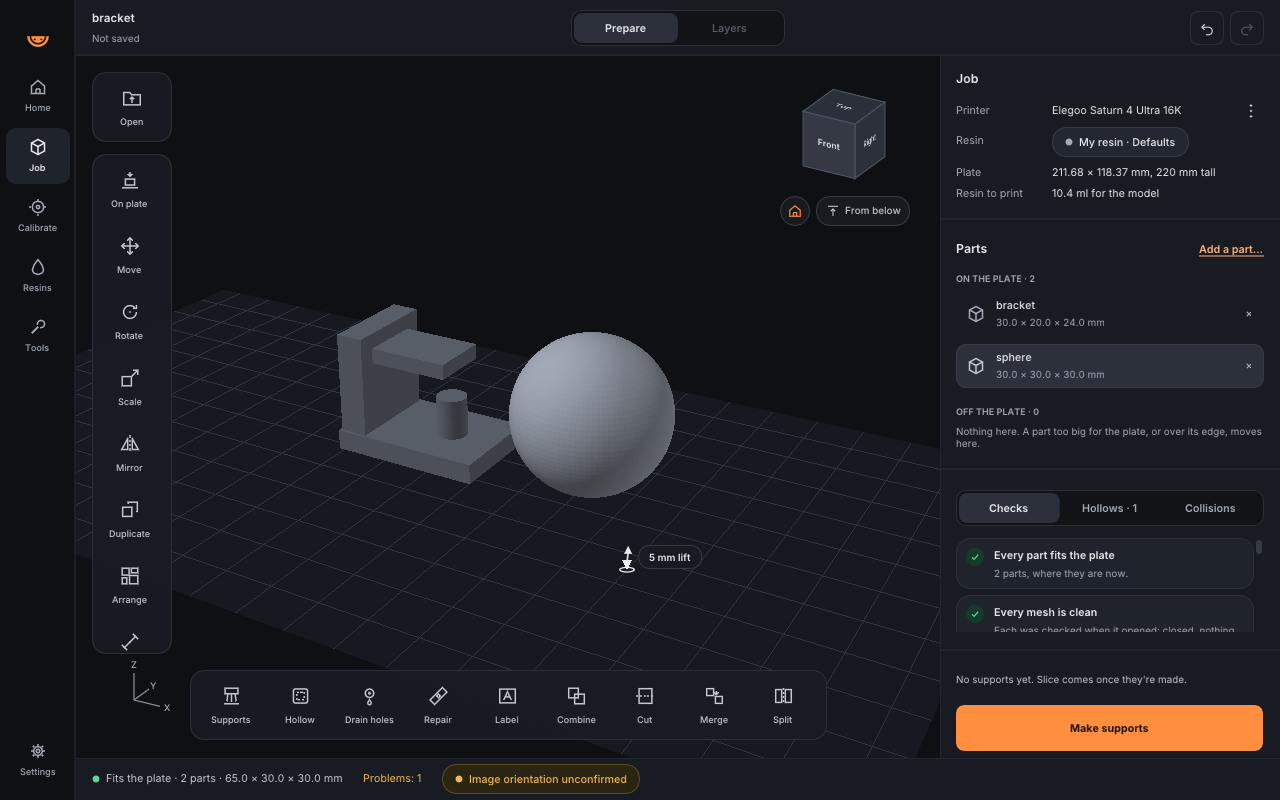 bracket
Not saved
Prepare
Layers
Home
Job
Calibrate
Resins
Tools
Settings
Open
On plate
Move
Rotate
Scale
Mirror
Duplicate
Arrange
Top
Front
Right
From below
5 mm lift
Z
Y
X
Supports
Hollow
Drain holes
Repair
Label
Combine
Cut
Merge
Split
Job
Printer
Elegoo Saturn 4 Ultra 16K
Resin
My resin · Defaults
Plate
211.68 × 118.37 mm, 220 mm tall
Resin to print
10.4 ml for the model
Parts
Add a part...
ON THE PLATE · 2
bracket
30.0 × 20.0 × 24.0 mm
sphere
30.0 × 30.0 × 30.0 mm
OFF THE PLATE · 0
Nothing here. A part too big for the plate, or over its edge, moves
here.
Checks
Hollows · 1
Collisions
Every part fits the plate
2 parts, where they are now.
Every mesh is clean
Each was checked when it opened: closed, nothing
No supports yet. Slice comes once they're made.
Make supports
Fits the plate · 2 parts · 65.0 × 30.0 × 30.0 mm
Problems: 1
Image orientation unconfirmed